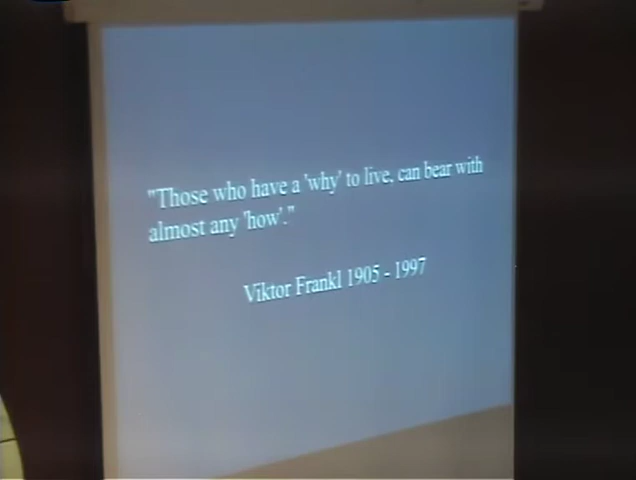 "Those who have a 'why' to live, can bear with
almost any 'how'."
Viktor Frankl 1905 - 1997